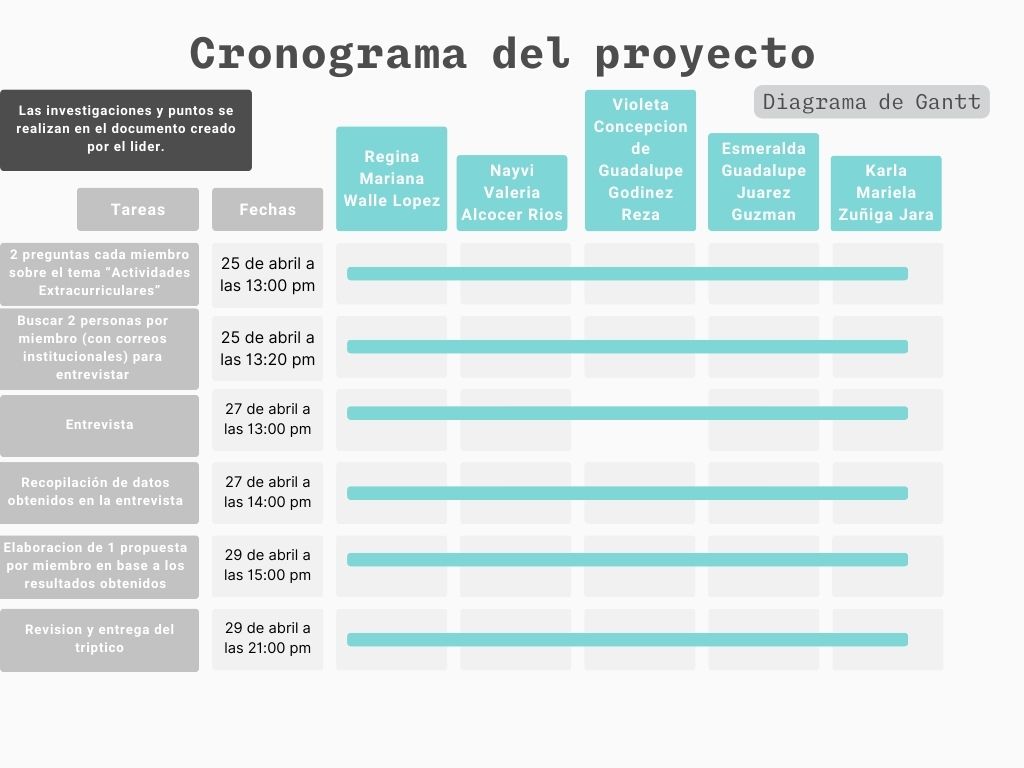 Cronograma del proyecto
Diagrama de Gantt
Las investigaciones y puntos se
realizan en el documento creado
por el lider.
Tareas
Fechas
Regina
Mariana
Walle Lopez
Nayvi
Valeria
Alcocer Rios
Violeta
Concepcion
de
Guadalupe
Godinez
Reza
Esmeralda
Guadalupe
Juarez
Guzman
Karla
Mariela
Zuñiga Jara
2 preguntas cada miembro
sobre el tema “Actividades
Extracurriculares”
25 de abril a
las 13:00 pm
Buscar 2 personas por
miembro (con correos
institucionales) para
entrevistar
25 de abril a
las 13:20 pm
Entrevista
27 de abril a
las 13:00 pm
Recopilación de datos
obtenidos en la entrevista
27 de abril a
las 14:00 pm
Elaboracion de 1 propuesta
por miembro en base a los
resultados obtenidos
29 de abril a
las 15:00 pm
Revision y entrega del
triptico
29 de abril a
las 21:00 pm